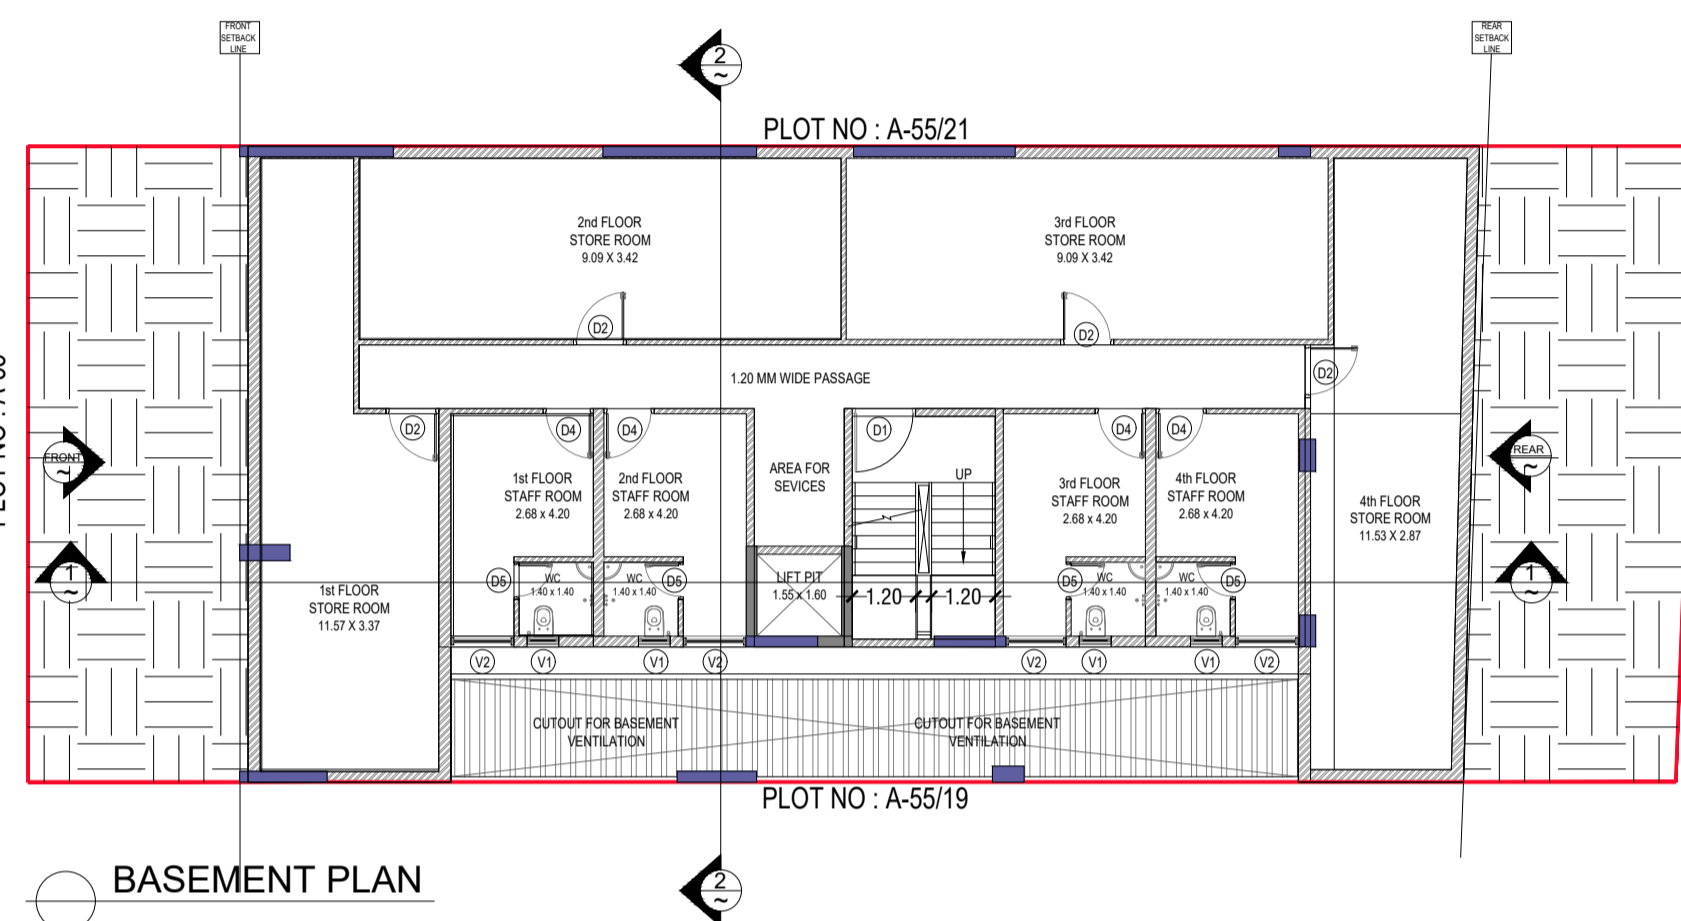 FRONT
SETBACK
LINE
REAR
SETBACK
LINE
2
~
PLOT NO : A-55/21
2nd FLOOR
STORE ROOM
9.09 X 3.42
3rd FLOOR
STORE ROOM
9.09 X 3.42
D2
D2
D2
1.20 MM WIDE PASSAGE
D2
D4
D4
D1
D4
D4
FRONT
~
REAR
~
1st FLOOR
STAFF ROOM
2.68 x 4.20
2nd FLOOR
STAFF ROOM
2.68 x 4.20
AREA FOR
SEVICES
UP
3rd FLOOR
STAFF ROOM
2.68 x 4.20
4th FLOOR
STAFF ROOM
2.68 x 4.20
4th FLOOR
STORE ROOM
11.53 X 2.87
1
~
1
~
1st FLOOR
STORE ROOM
11.57 X 3.37
D5
WC
1.40 x 1.40
WC
1.40 x 1.40
D5
LIFT PIT
1.55 x 1.60
1.20
1.20
D5
WC
1.40 x 1.40
WC
1.40 x 1.40
D5
V2
V1
V1
V2
V2
V1
V1
V2
CUTOUT FOR BASEMENT
VENTILATION
CUTOUT FOR BASEMENT
VENTILATION
PLOT NO : A-55/19
BASEMENT PLAN
2
~